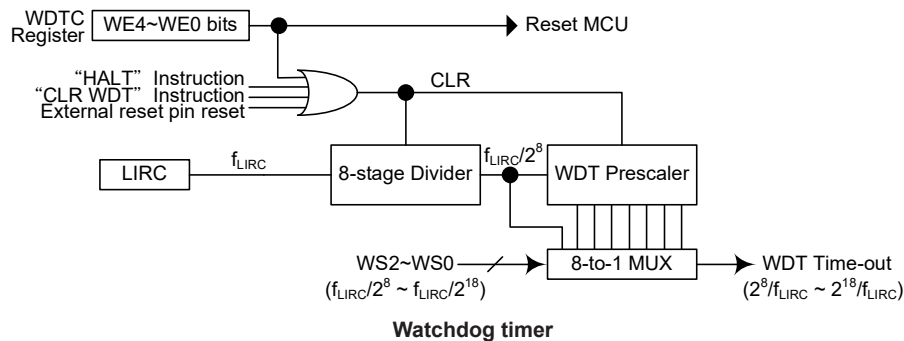 WDTC
Register
WE4~WE0 bits
Reset MCU
“HALT” Instruction
“CLR WDT” Instruction
External reset pin reset
CLR
LIRC
fLIRC
8-stage Divider
fLIRC/2⁸
WDT Prescaler
WS2~WS0
(fLIRC/2⁸ ~ fLIRC/2¹⁸)
8-to-1 MUX
WDT Time-out
(2⁸/fLIRC ~ 2¹⁸/fLIRC)
Watchdog timer